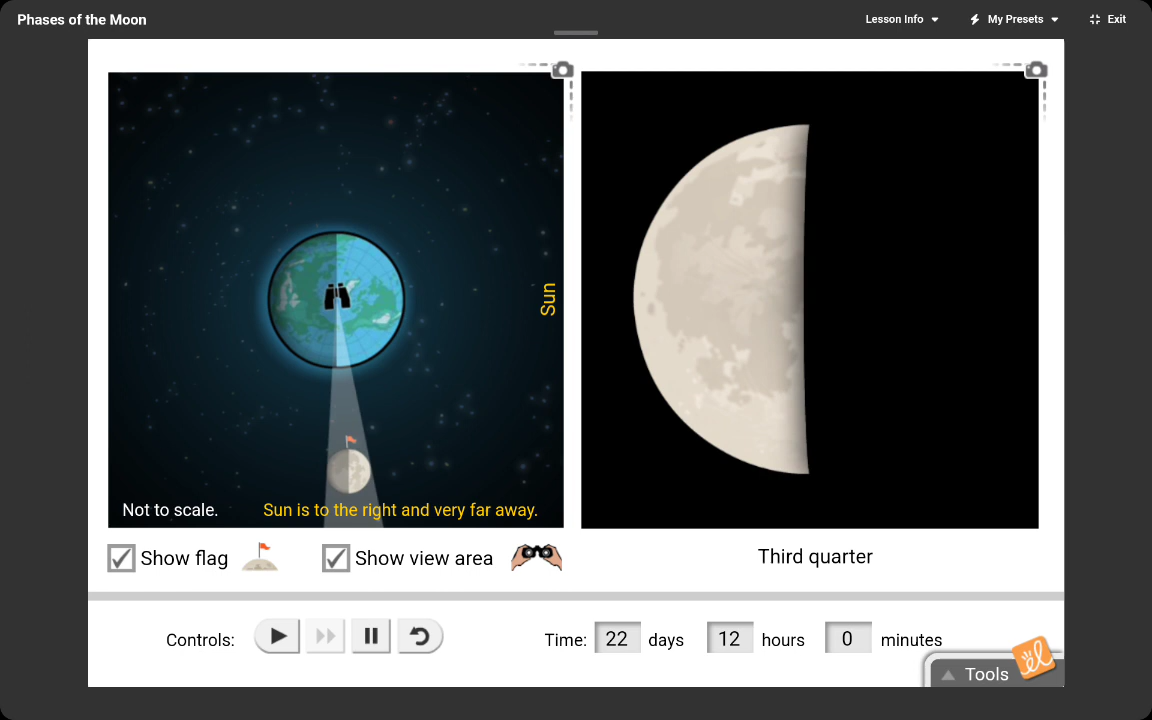 Phases of the Moon
Lesson Info
My Presets
Exit
Sun
Not to scale.
Sun is to the right and very far away.
Show flag
Show view area
Third quarter
Controls:
Time: 22 days 12 hours 0 minutes
Tools